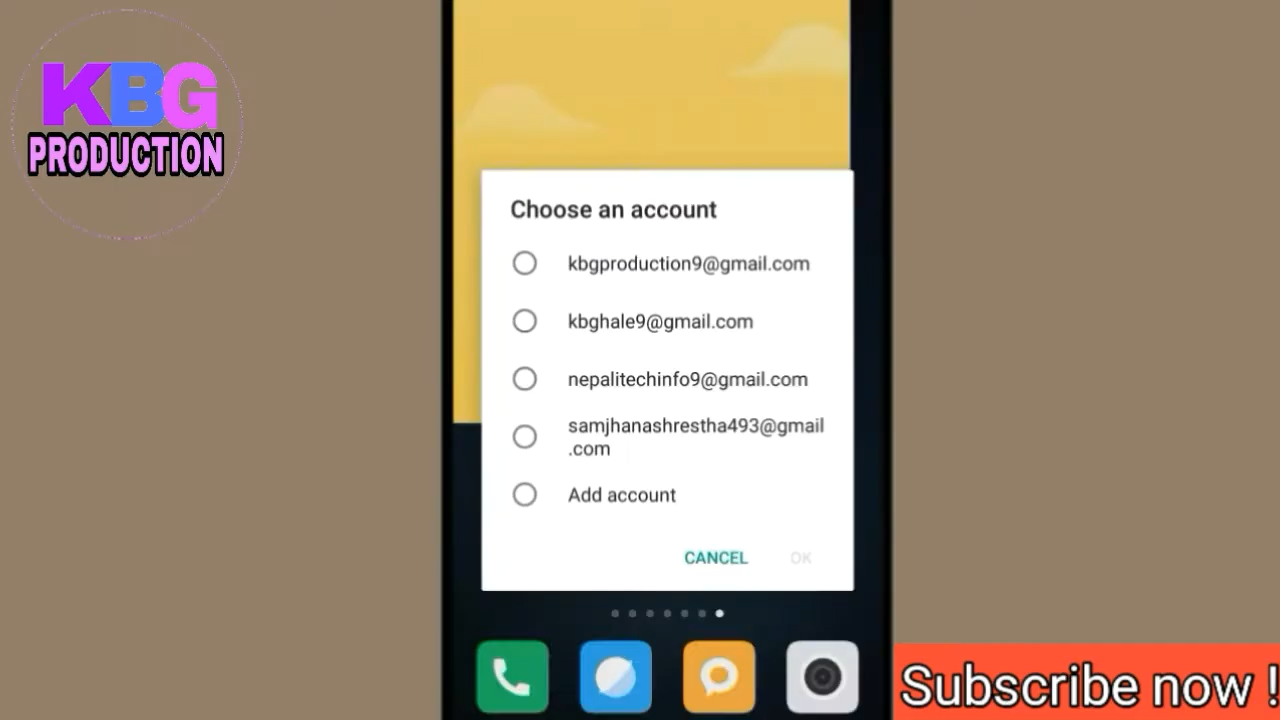 KBG
PRODUCTION
Choose an account
kbgproduction9@gmail.com
kbghale9@gmail.com
nepalitechinfo9@gmail.com
samjhanashrestha493@gmail
.com
Add account
CANCEL
OK
Subscribe now !